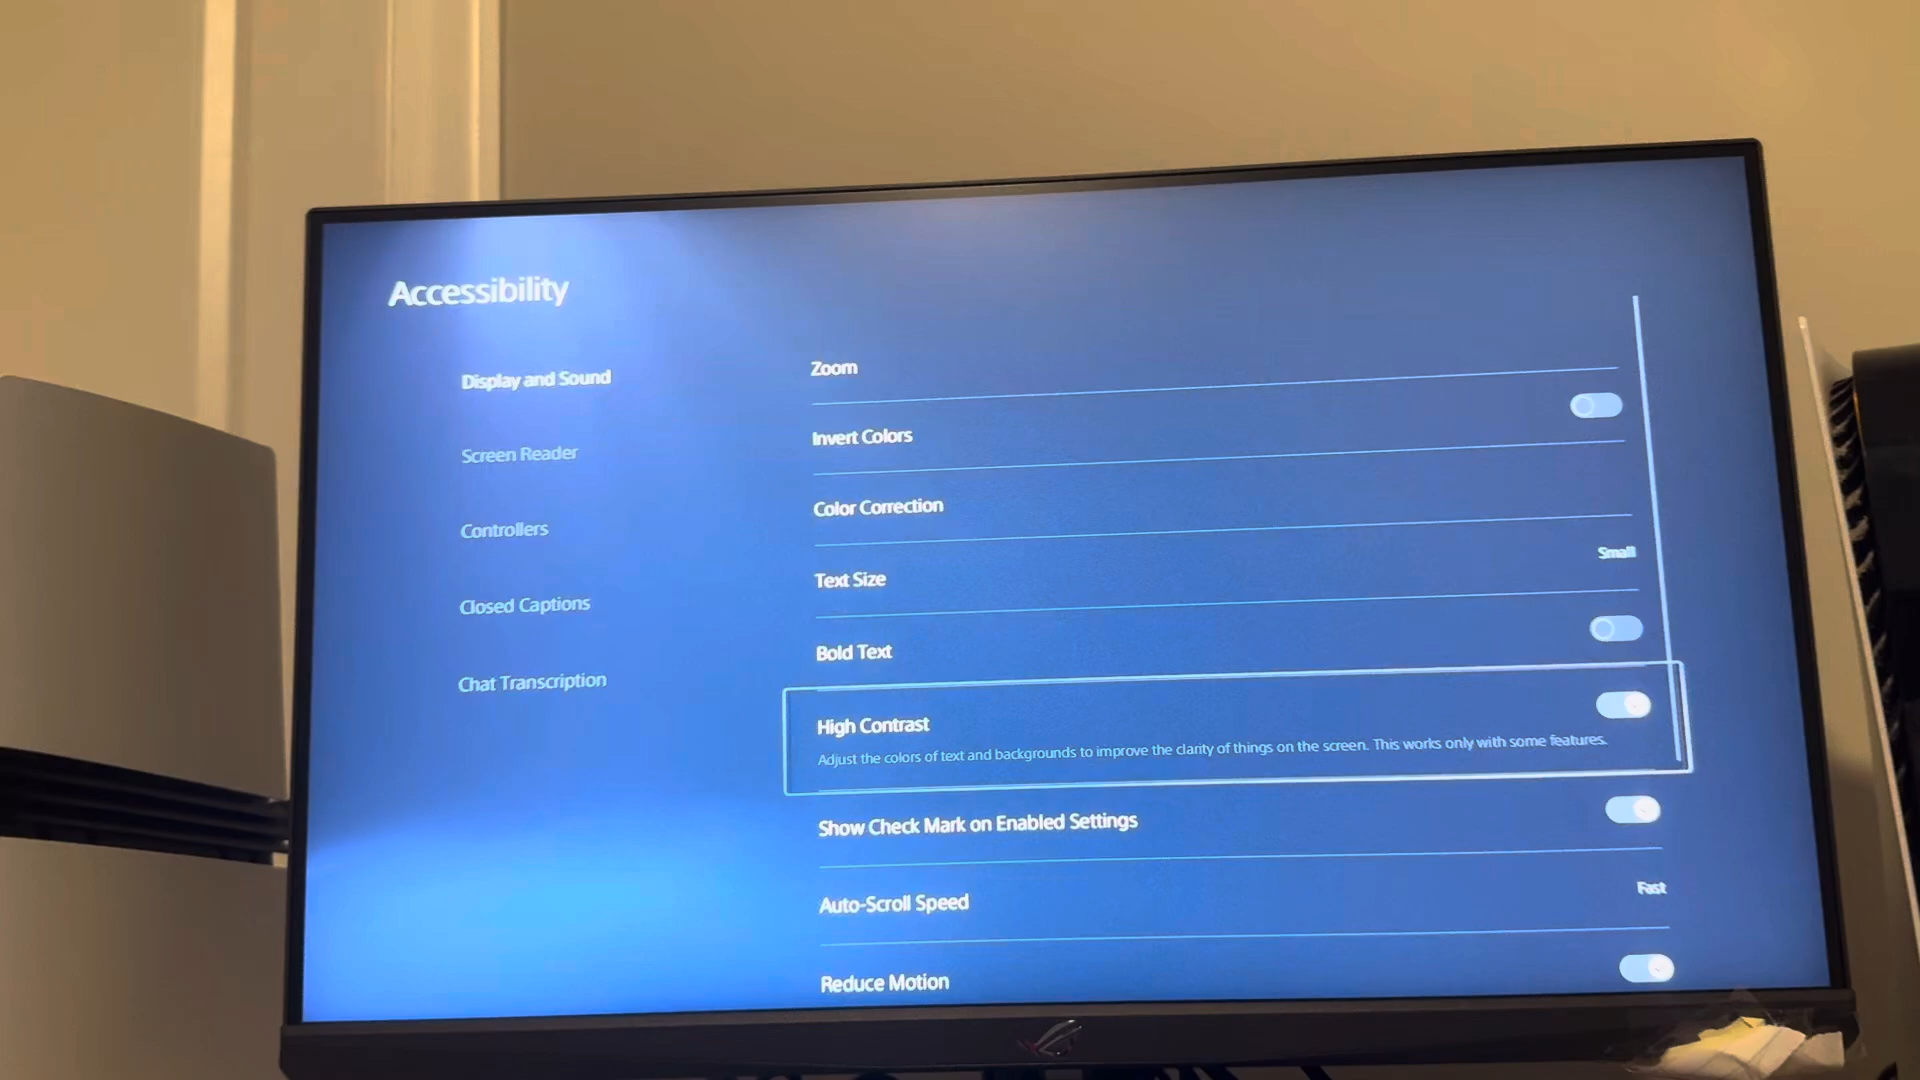 Accessibility
Display and Sound
Screen Reader
Controllers
Closed Captions
Chat Transcription
Zoom
Invert Colors
Color Correction
Text Size
Small
Bold Text
High Contrast
Adjust the colors of text and backgrounds to improve the clarity of things on the screen. This works only with some features.
Show Check Mark on Enabled Settings
Auto-Scroll Speed
Fast
Reduce Motion